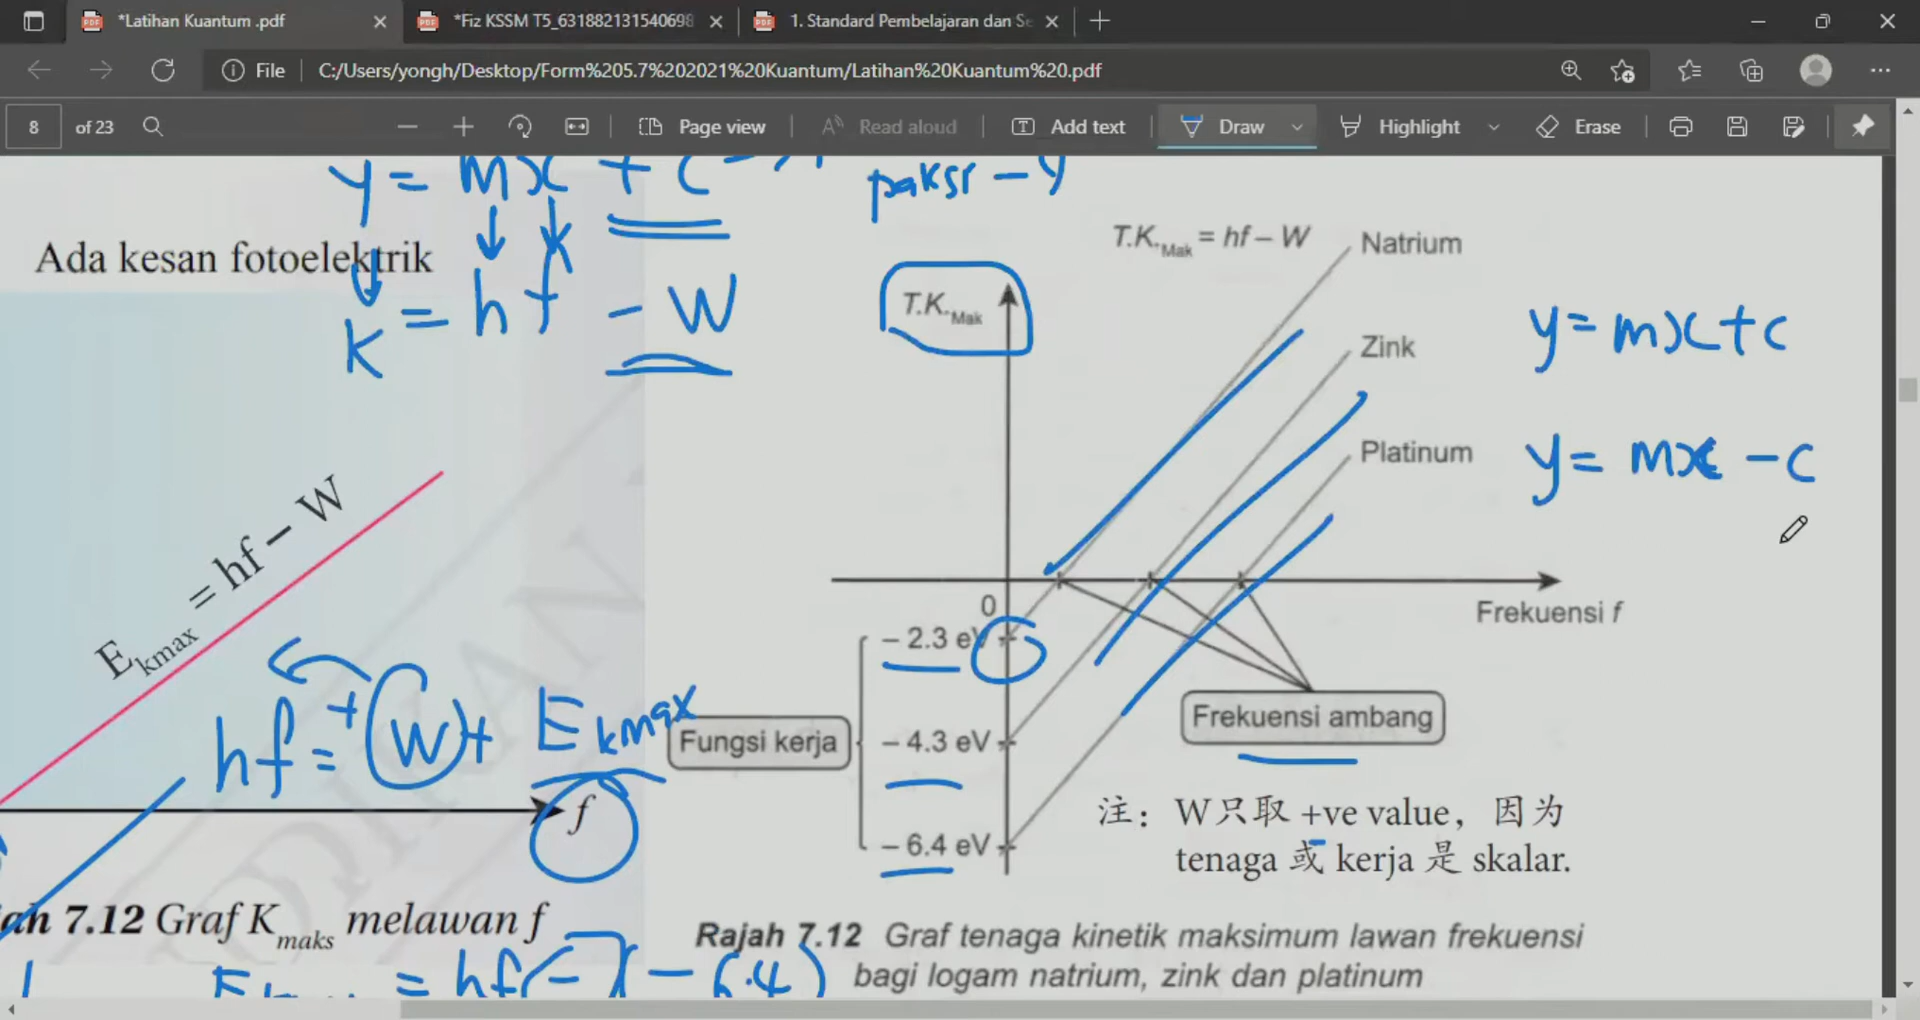 *Latihan Kuantum .pdf
*Fiz KSSM T5_631882131540698
1. Standard Pembelajaran dan Se
File
C:/Users/yongh/Desktop/Form%205.7%202021%20Kuantum/Latihan%20Kuantum%20.pdf
8 of 23
Page view
Read aloud
Add text
Draw
Highlight
Erase
y = mx + c
paksi - y
Ada kesan fotoelektrik
K = hf - W
E kmax = hf – W
hf = W + E kmax
f
Graf K maks melawan f
7.12
= hf - ( - 6.4)
T.K. Mak = hf – W
T.K. Mak
Natrium
Zink
Platinum
y = mx + c
y = mx - c
0
Frekuensi f
– 2.3 eV
Fungsi kerja
– 4.3 eV
– 6.4 eV
Frekuensi ambang
注： W只取 +ve value，因为
tenaga 或 kerja 是 skalar.
Rajah 7.12 Graf tenaga kinetik maksimum lawan frekuensi
bagi logam natrium, zink dan platinum